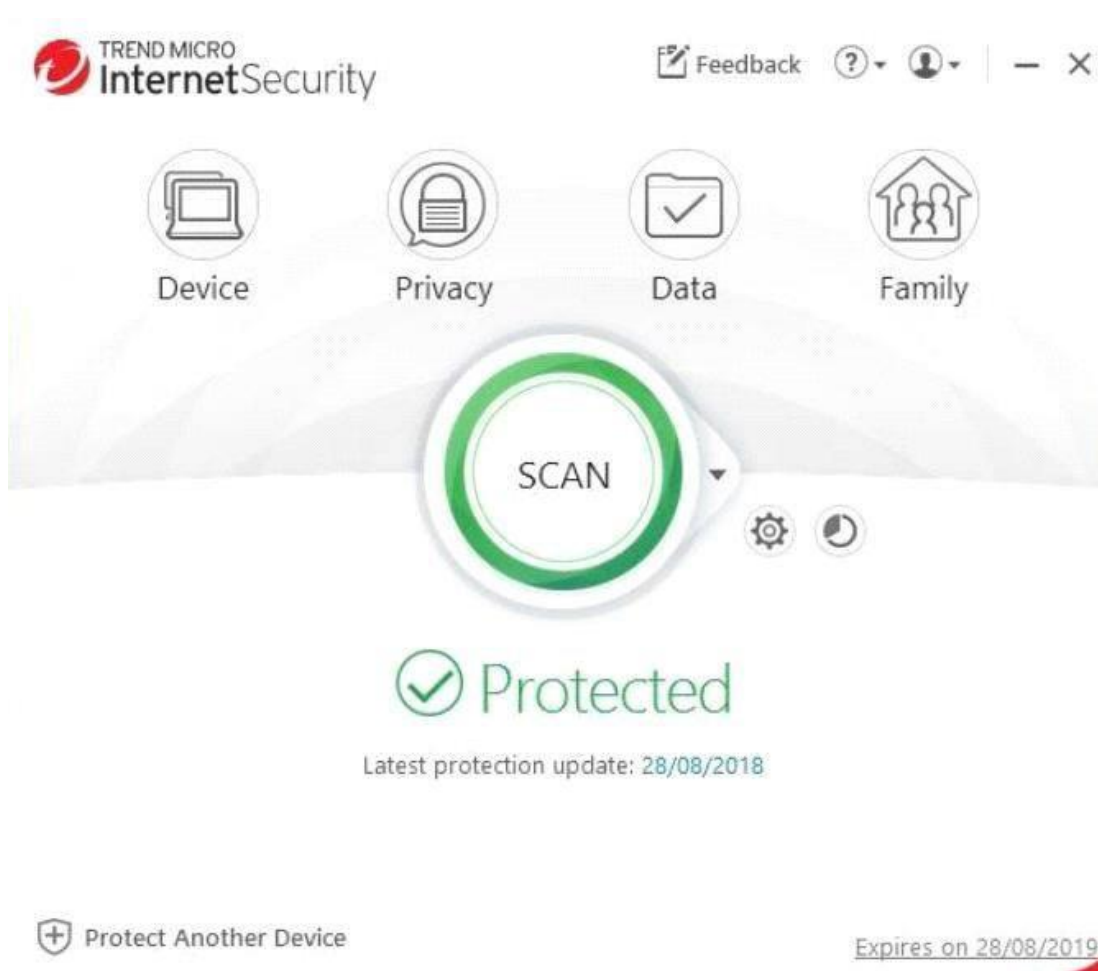 TREND MICRO
InternetSecurity
Feedback
?
Device
Privacy
Data
Family
SCAN
Protected
Latest protection update: 28/08/2018
Protect Another Device
Expires on 28/08/2019